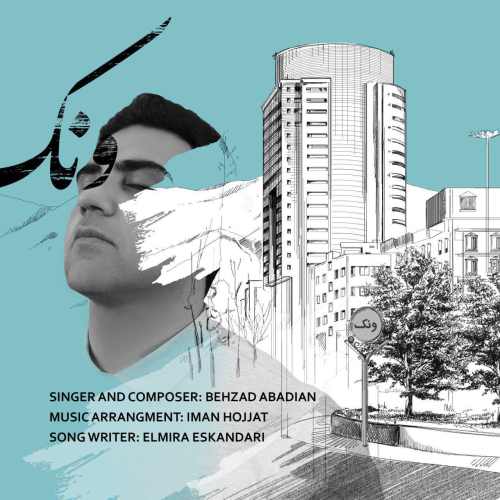 ونک
ونک
SINGER AND COMPOSER: BEHZAD ABADIAN
MUSIC ARRANGMENT: IMAN HOJJAT
SONG WRITER: ELMIRA ESKANDARI